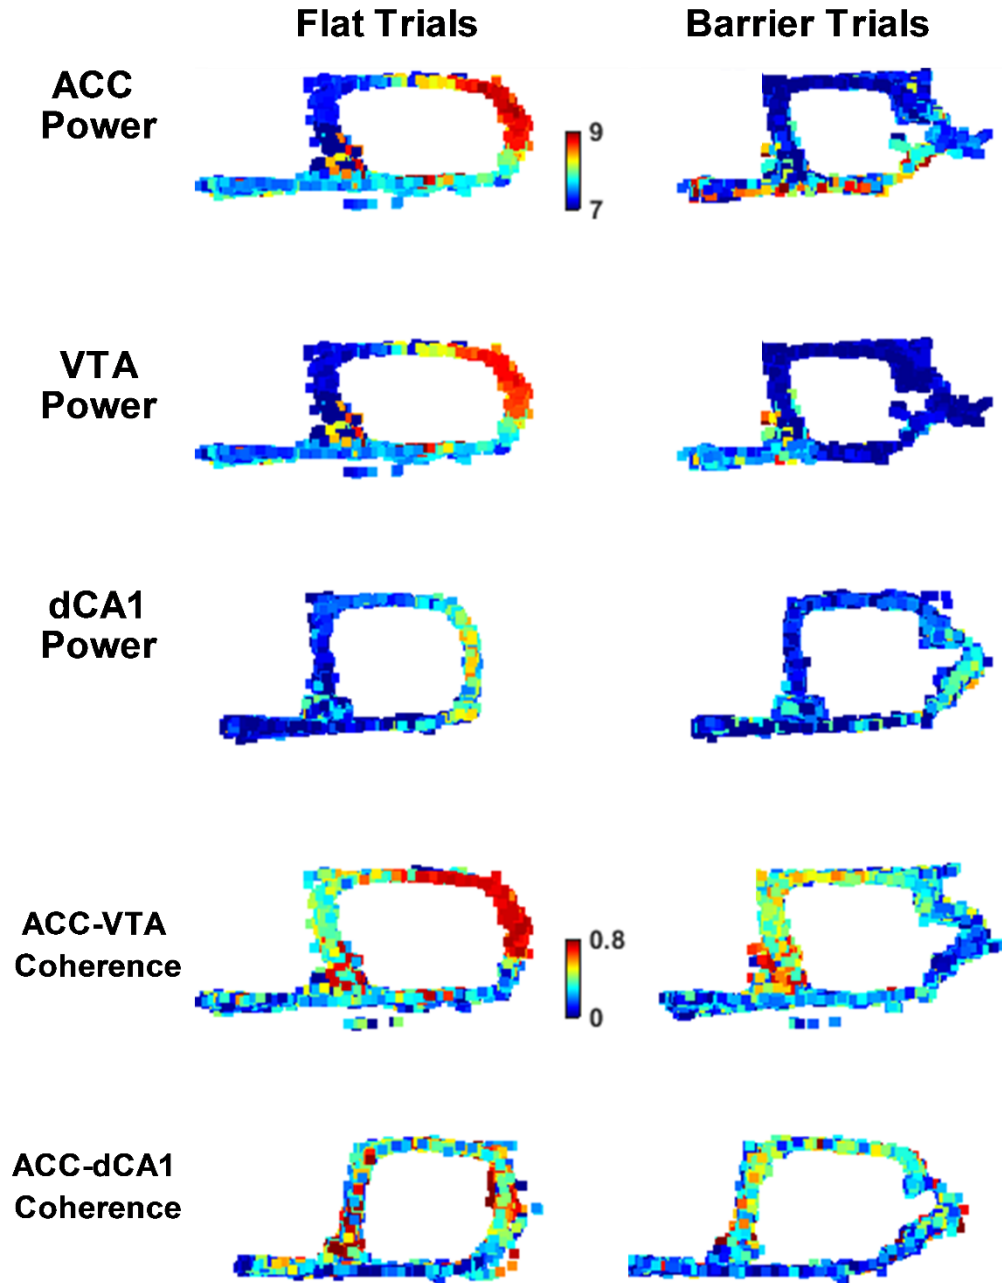 Flat Trials
Barrier Trials
ACC
Power
9
7
VTA
Power
dCA1
Power
ACC-VTA
Coherence
0.8
0
ACC-dCA1
Coherence